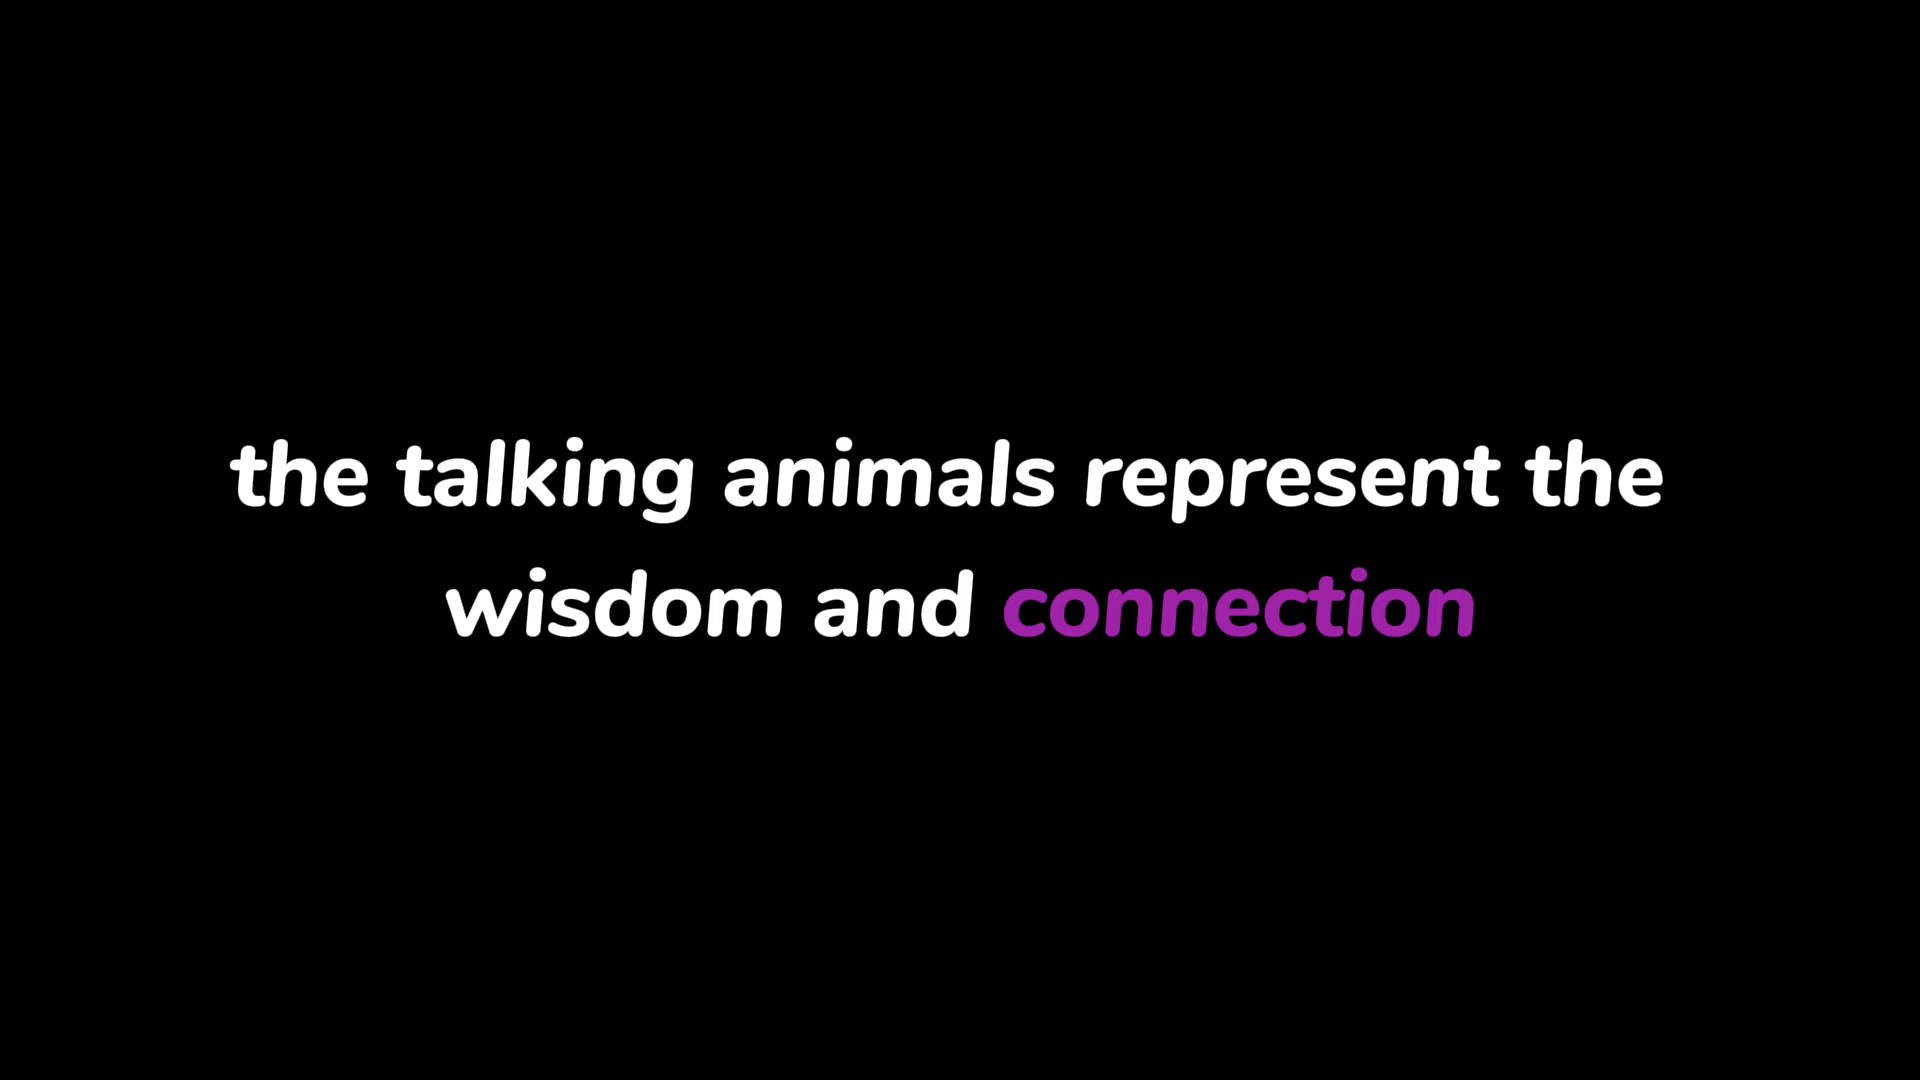 the talking animals represent the
wisdom and connection